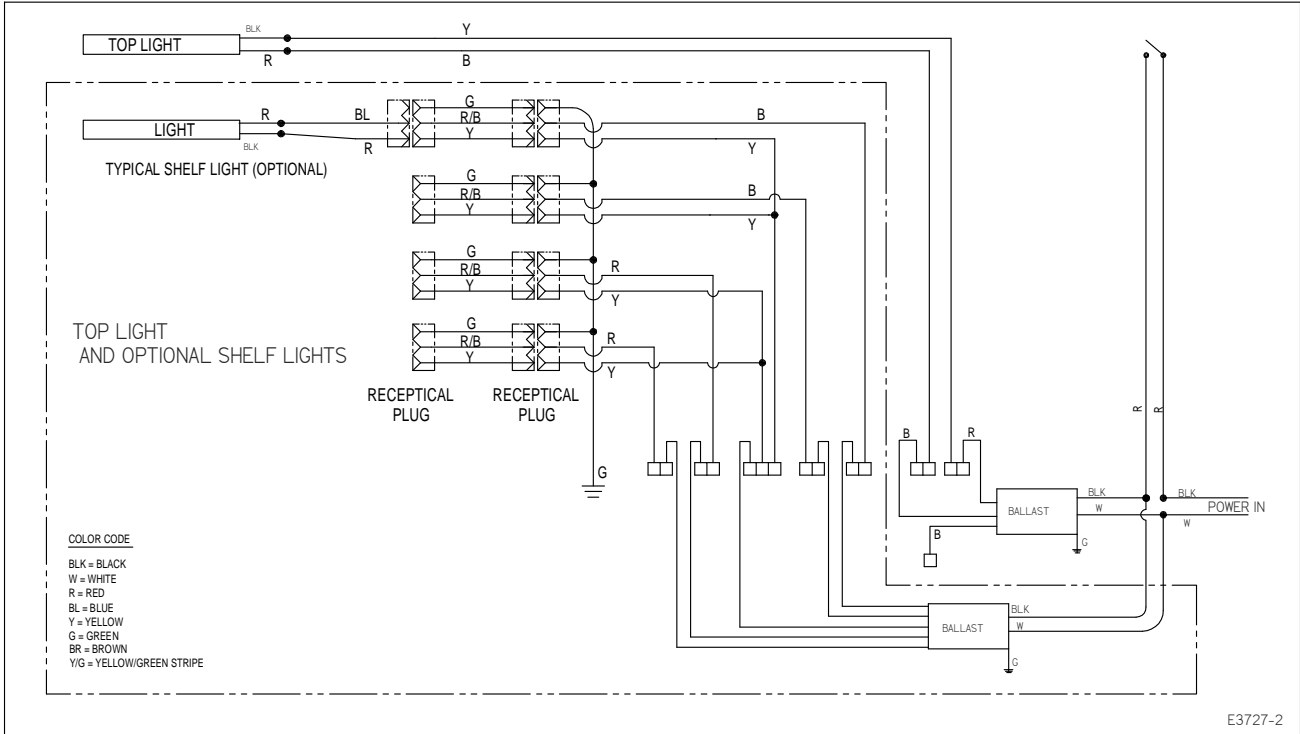 BLK
Y
TOP LIGHT
R
B
R
BL
G
R/B
Y
B
LIGHT
BLK
R
Y
TYPICAL SHELF LIGHT (OPTIONAL)
G
R/B
Y
B
Y
G
R/B
Y
R
Y
TOP LIGHT
AND OPTIONAL SHELF LIGHTS
G
R/B
Y
R
Y
RECEPTICAL
PLUG
RECEPTICAL
PLUG
R
R
B
R
G
BALLAST
BLK
W
BLK
POWER IN
W
B
G
COLOR CODE
BLK = BLACK
W = WHITE
R = RED
BL = BLUE
Y = YELLOW
G = GREEN
BR = BROWN
Y/G = YELLOW/GREEN STRIPE
BALLAST
BLK
W
G
E3727-2